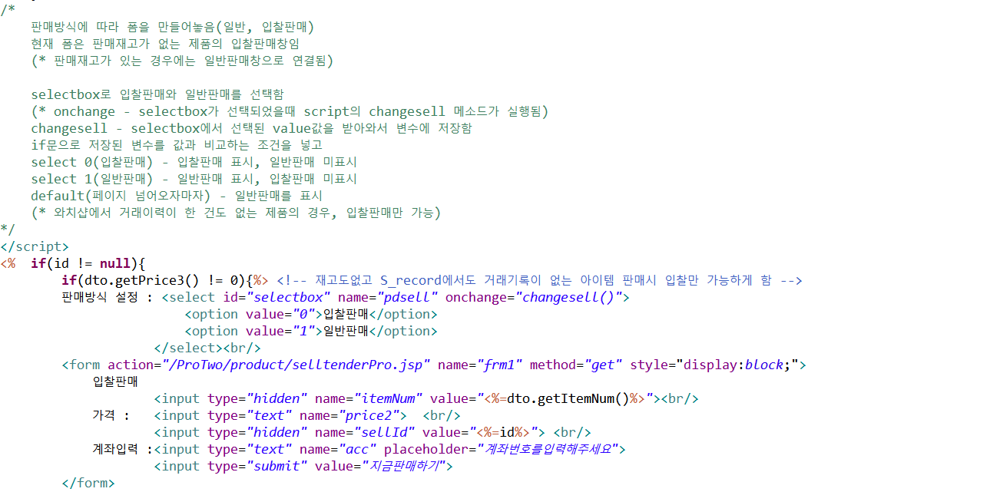 /*
판매방식에 따라 폼을 만들어놓음(일반, 입찰판매)
현재 폼은 판매재고가 없는 제품의 입찰판매창임
(* 판매재고가 있는 경우에는 일반판매창으로 연결됨)
selectbox로 입찰판매와 일반판매를 선택함
(* onchange - selectbox가 선택되었을때 script의 changesell 메소드가 실행됨)
changesell - selectbox에서 선택된 value값을 받아와서 변수에 저장함
if문으로 저장된 변수를 값과 비교하는 조건을 넣고
select 0(입찰판매) - 입찰판매 표시, 일반판매 미표시
select 1(일반판매) - 일반판매 표시, 입찰판매 미표시
default(페이지 넘어오자마자) - 일반판매를 표시
(* 와치샵에서 거래이력이 한 건도 없는 제품의 경우, 입찰판매만 가능)
*/
</script>
<%  if(id != null){
if(dto.getPrice3() != 0){%> <!-- 재고도없고 S_record에서도 거래기록이 없는 아이템 판매시 입찰만 가능하게 함 -->
판매방식 설정 : <select id="selectbox" name="pdsell" onchange="changesell()">
<option value="0">입찰판매</option>
<option value="1">일반판매</option>
</select><br/>
<form action="/ProTwo/product/selltenderPro.jsp" name="frm1" method="get" style="display:block;">
입찰판매
<input type="hidden" name="itemNum" value="<%=dto.getItemNum()%>"><br/>
가격 :   <input type="text" name="price2">  <br/>
<input type="hidden" name="sellId" value="<%=id%>"> <br/>
계좌입력 :<input type="text" name="acc" placeholder="계좌번호를입력해주세요">
<input type="submit" value="지금판매하기">
</form>